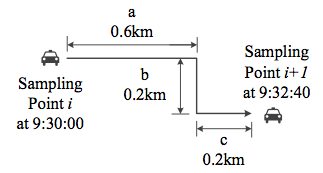 a
0.6km
Sampling
Point i
at 9:30:00
b
0.2km
Sampling
Point i+1
at 9:32:40
c
0.2km